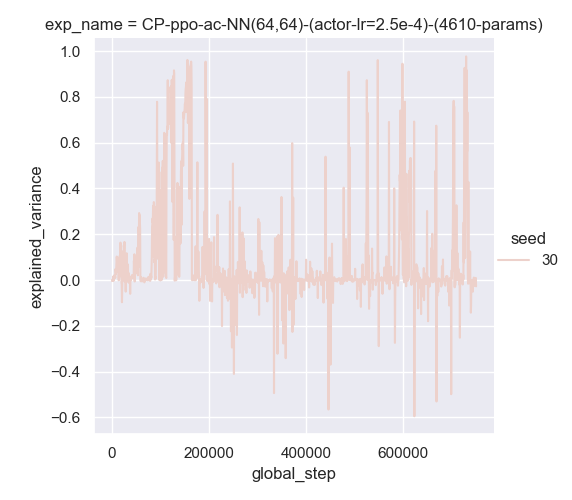 exp_name = CP-ppo-ac-NN(64,64)-(actor-lr=2.5e-4)-(4610-params)
1.0
0.8
0.6
0.4
0.2
0.0
−0.2
−0.4
−0.6
explained_variance
0 200000 400000 600000
global_step
seed
30